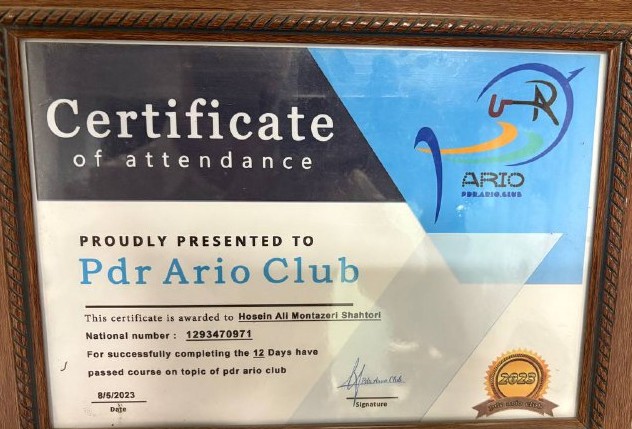 Certificate
of attendance
ARIO
PDR.ARIO.CLUB
PROUDLY PRESENTED TO
Pdr Ario Club
This certificate is awarded to Hosein Ali Montazeri Shahtori
National number : 1293470971
For successfully completing the 12 Days have
passed course on topic of pdr ario club
8/5/2023
Date
Signature
2023